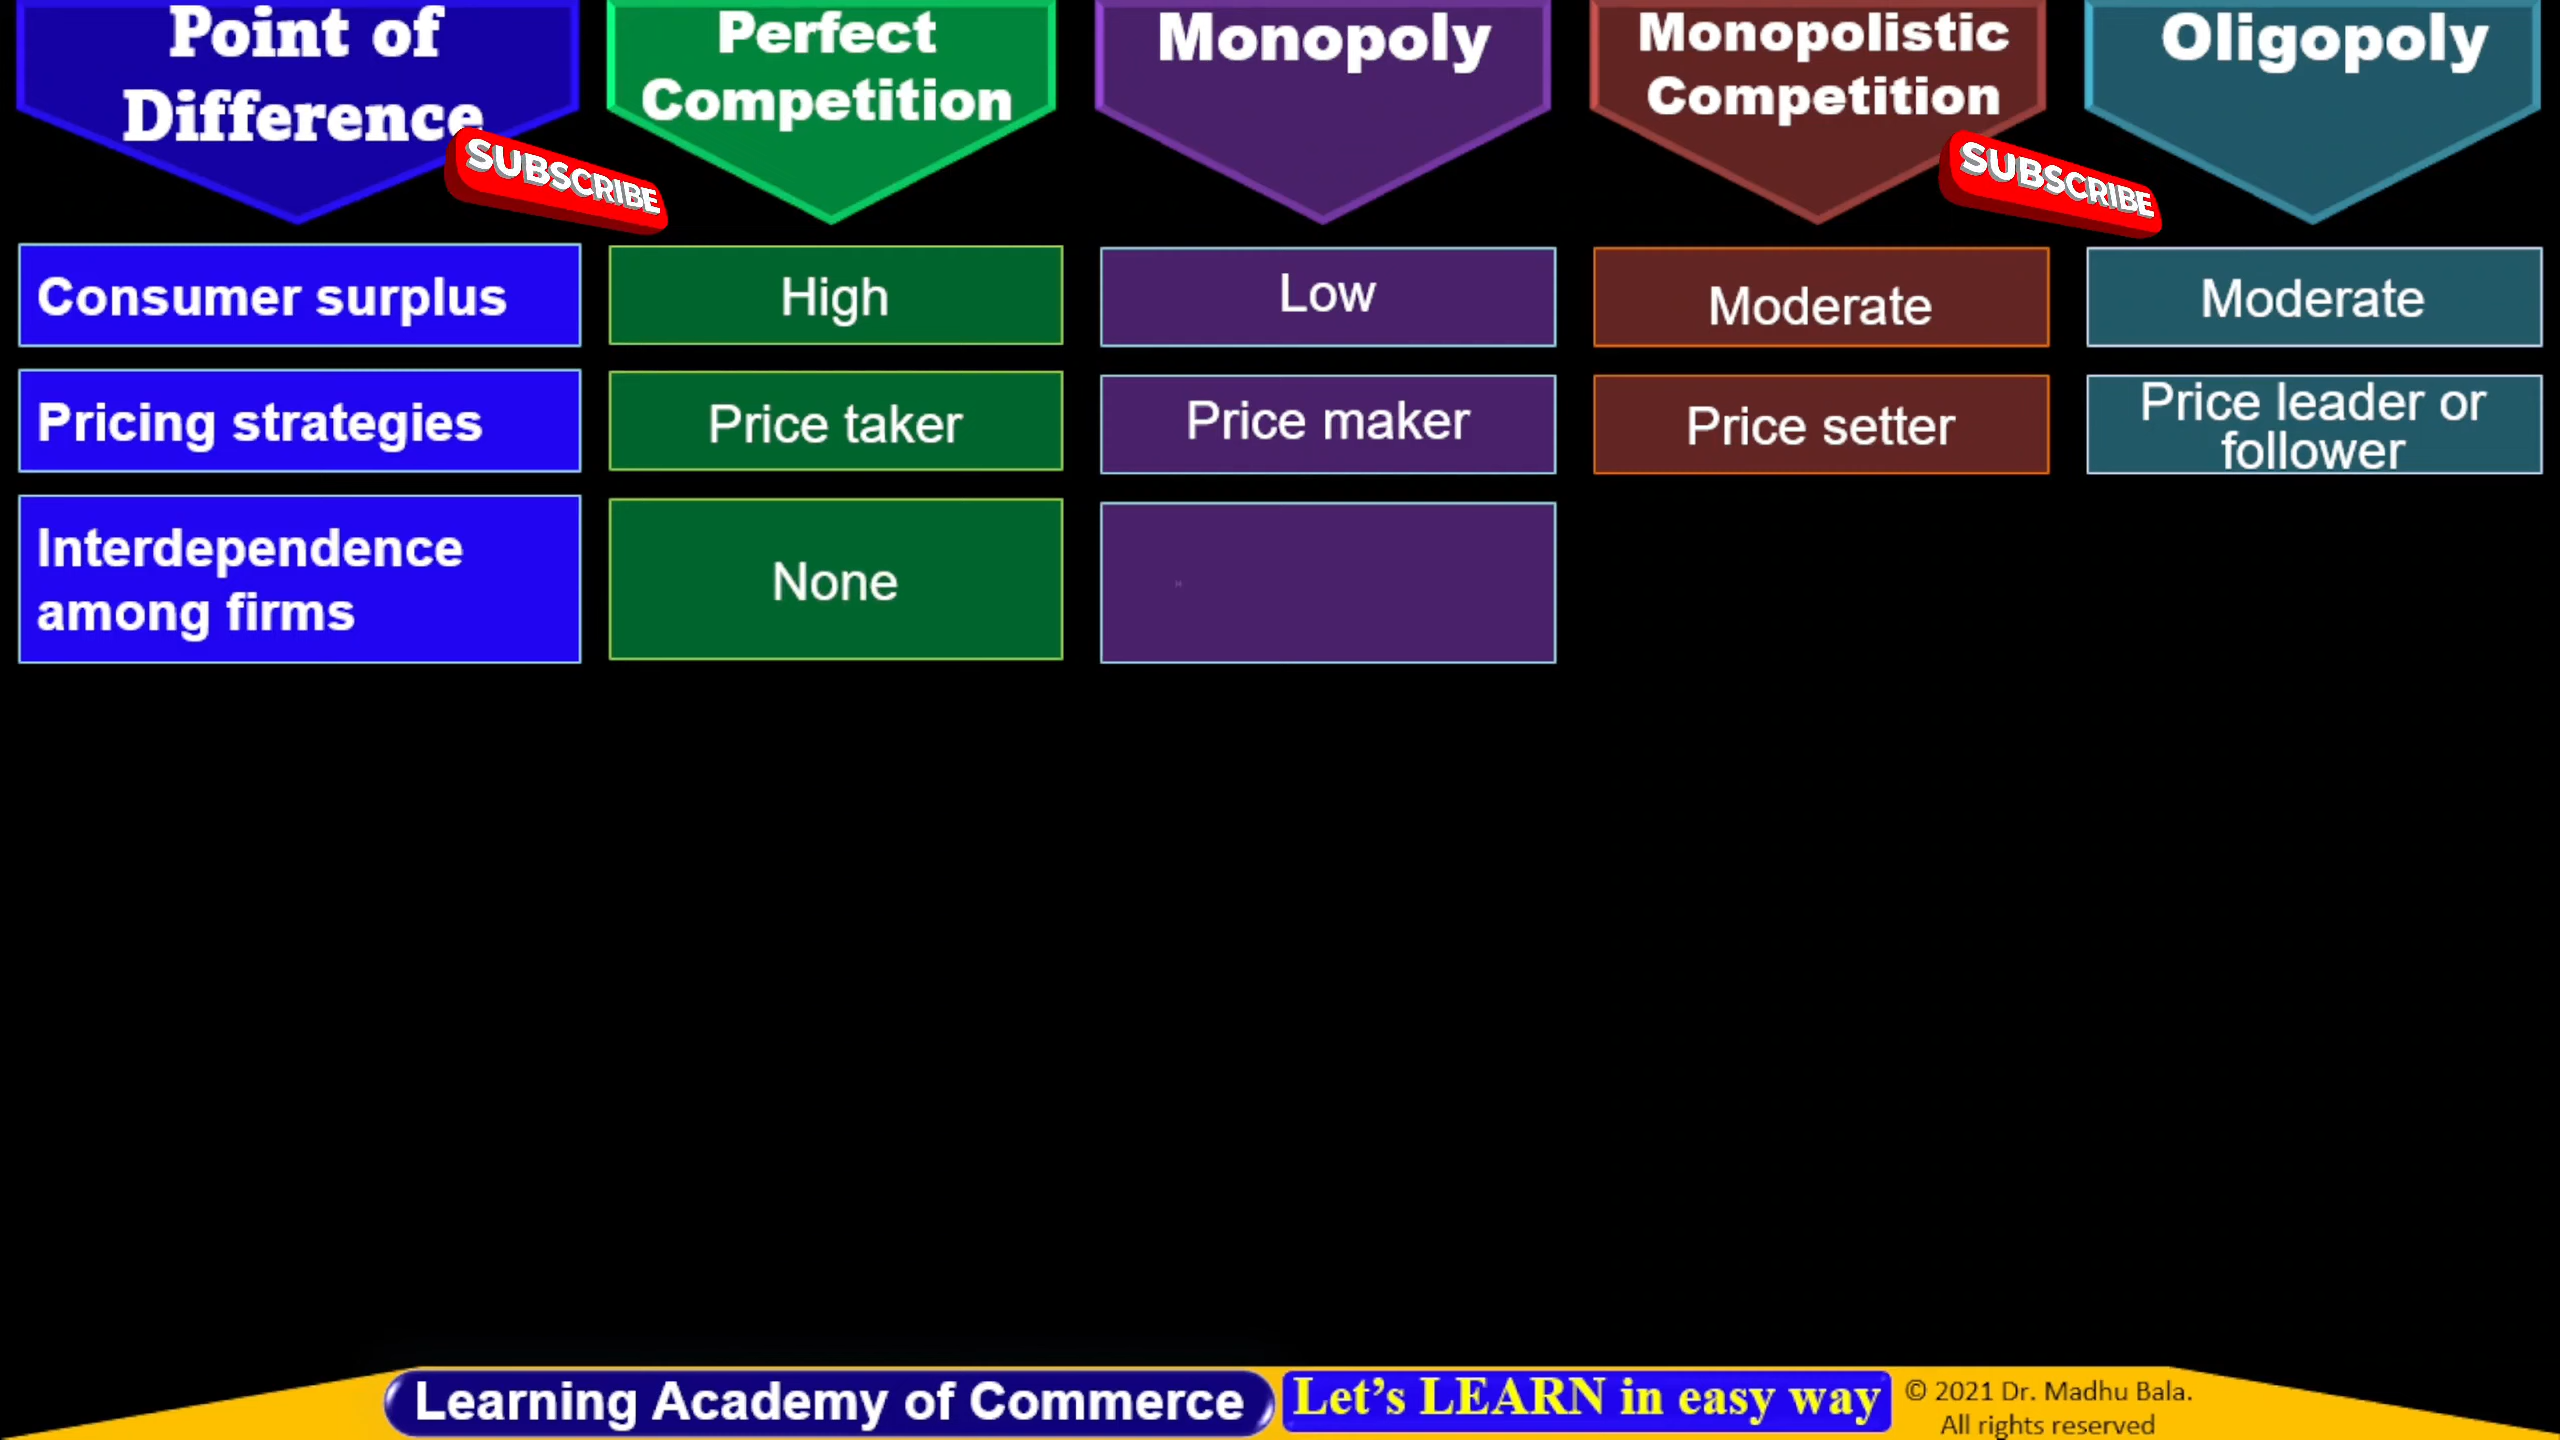 Point of
Difference
Perfect
Competition
Monopoly
Monopolistic
Competition
Oligopoly
SUBSCRIBE
SUBSCRIBE
Consumer surplus
High
Low
Moderate
Moderate
Pricing strategies
Price taker
Price maker
Price setter
Price leader or
follower
Interdependence
among firms
None
Learning Academy of Commerce
Let's LEARN in easy way
© 2021 Dr. Madhu Bala.
All rights reserved